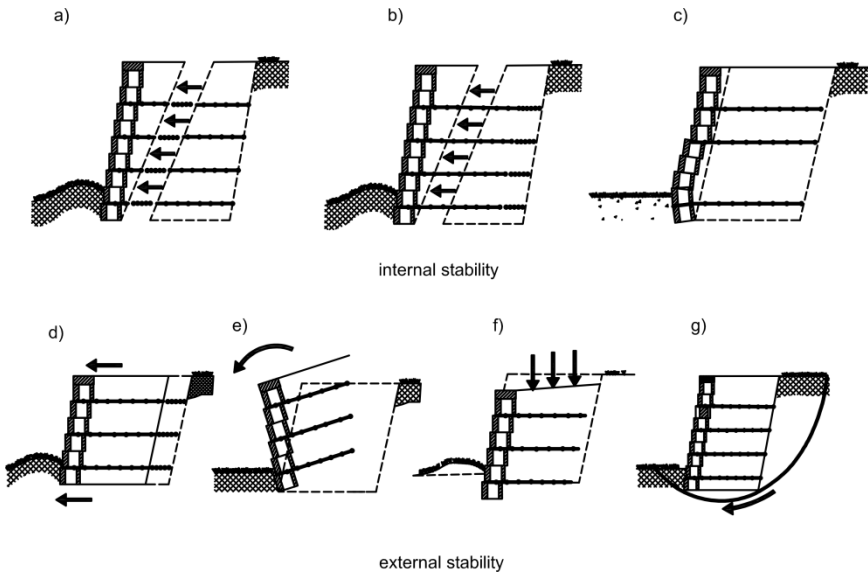 a)
b)
c)
internal stability
d)
e)
f)
g)
external stability